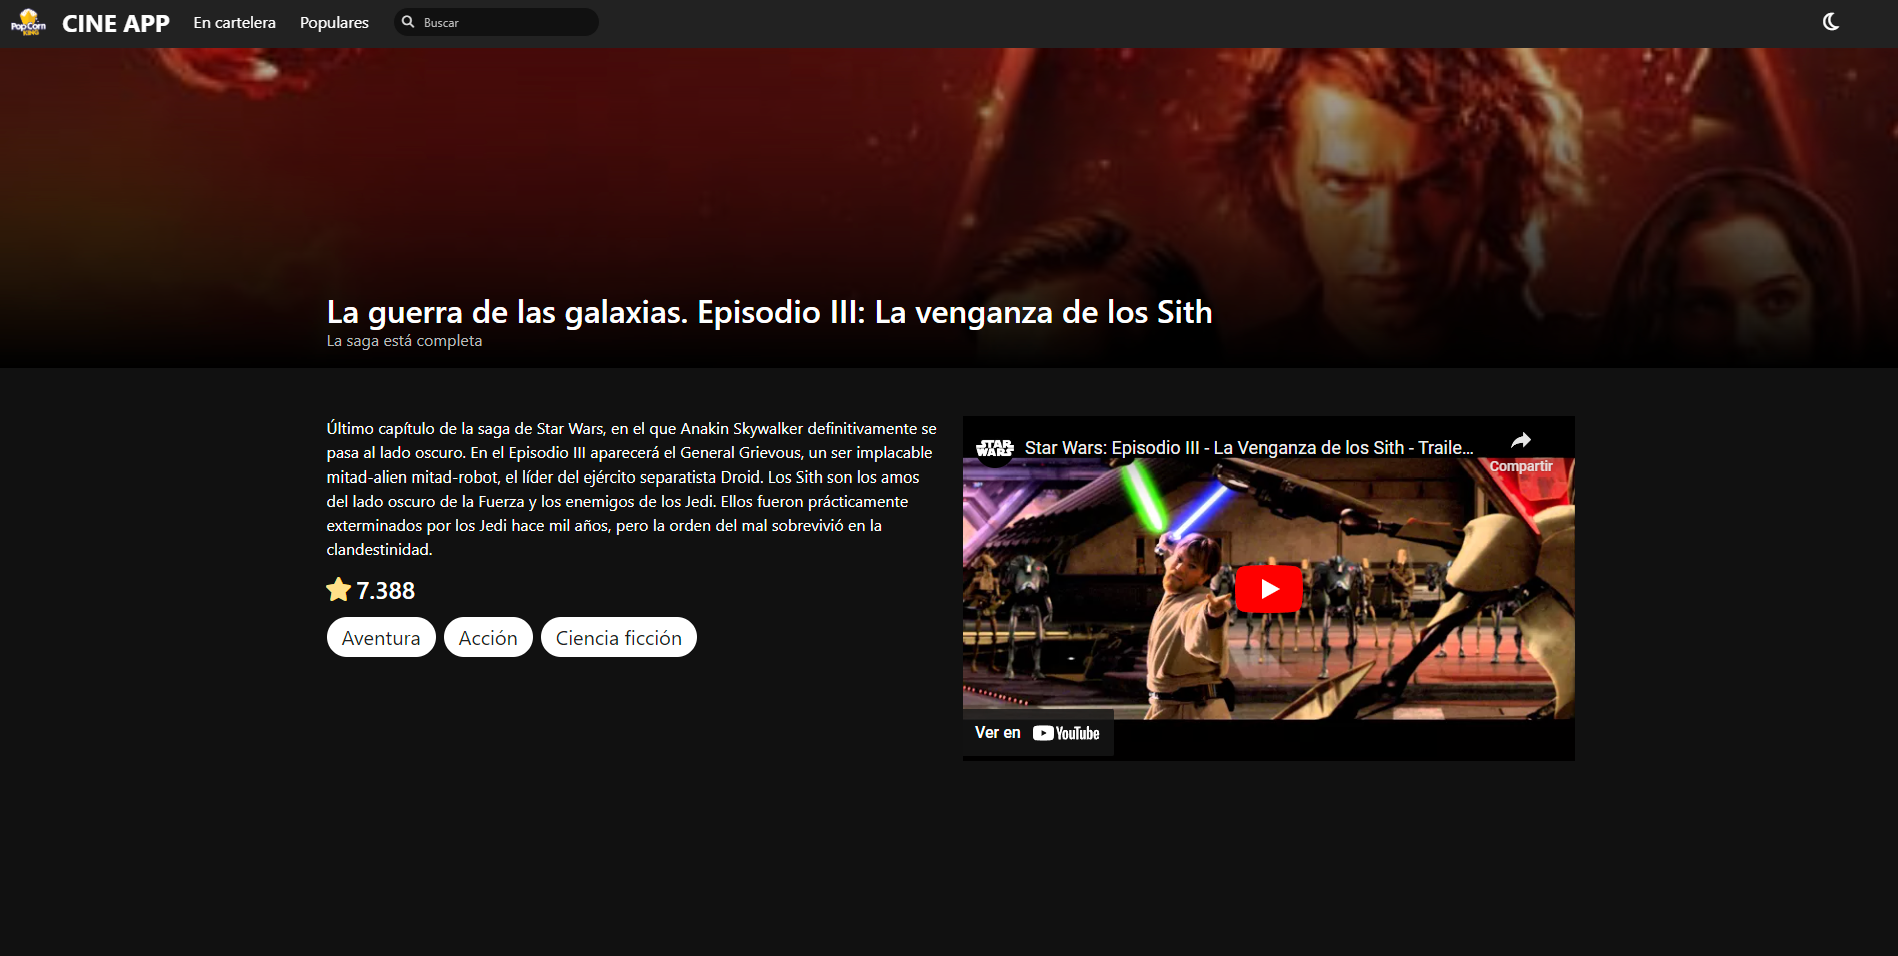 PopCorn
KING
CINE APP
En cartelera
Populares
Buscar
La guerra de las galaxias. Episodio III: La venganza de los Sith
La saga está completa
Último capítulo de la saga de Star Wars, en el que Anakin Skywalker definitivamente se
pasa al lado oscuro. En el Episodio III aparecerá el General Grievous, un ser implacable
mitad-alien mitad-robot, el líder del ejército separatista Droid. Los Sith son los amos
del lado oscuro de la Fuerza y los enemigos de los Jedi. Ellos fueron prácticamente
exterminados por los Jedi hace mil años, pero la orden del mal sobrevivió en la
clandestinidad.
7.388
Aventura
Acción
Ciencia ficción
STAR
WARS
Star Wars: Episodio III - La Venganza de los Sith - Traile...
Compartir
Ver en YouTube